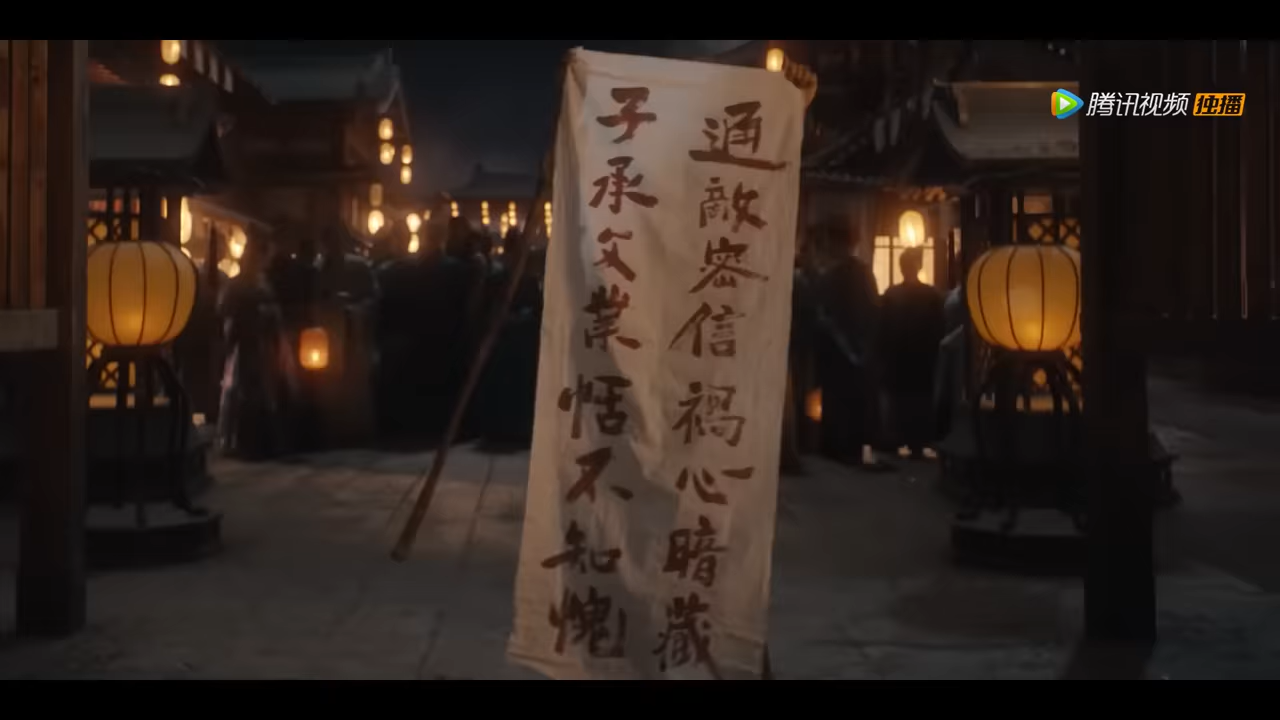 通敵密信禍心暗藏
子承父業恬不知愧
腾讯视频 独播